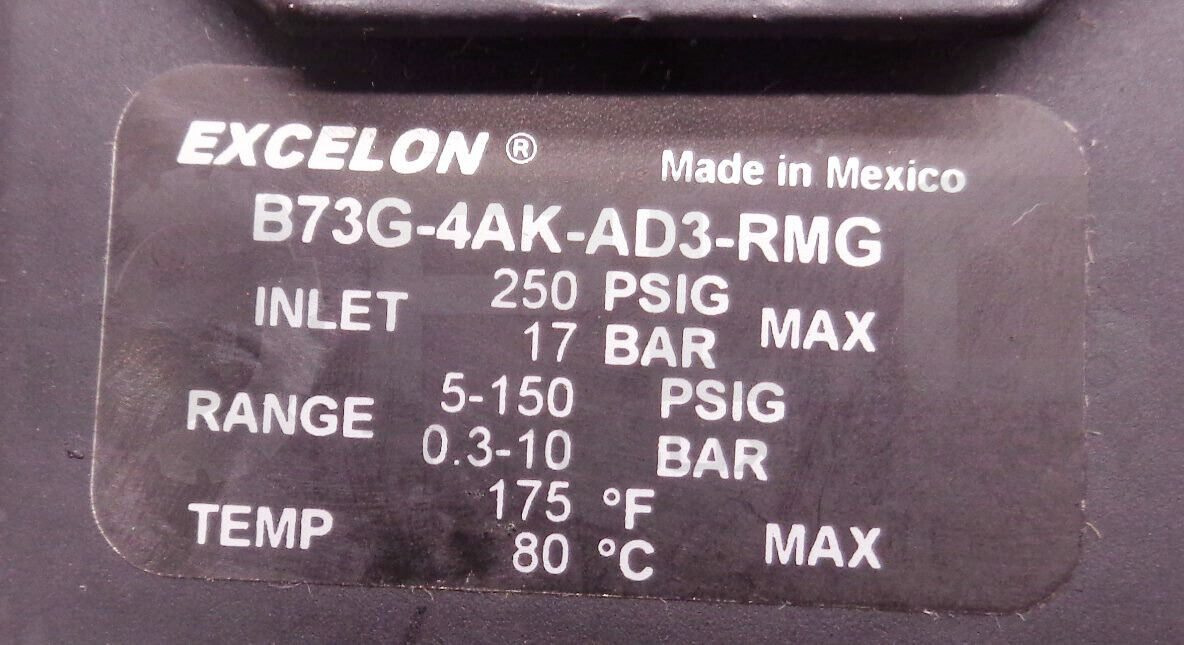 EXCELON ® Made in Mexico
B73G-4AK-AD3-RMG
INLET 250 PSIG MAX
17 BAR
RANGE 5-150 PSIG
0.3-10 BAR
TEMP 175 °F MAX
80 °C